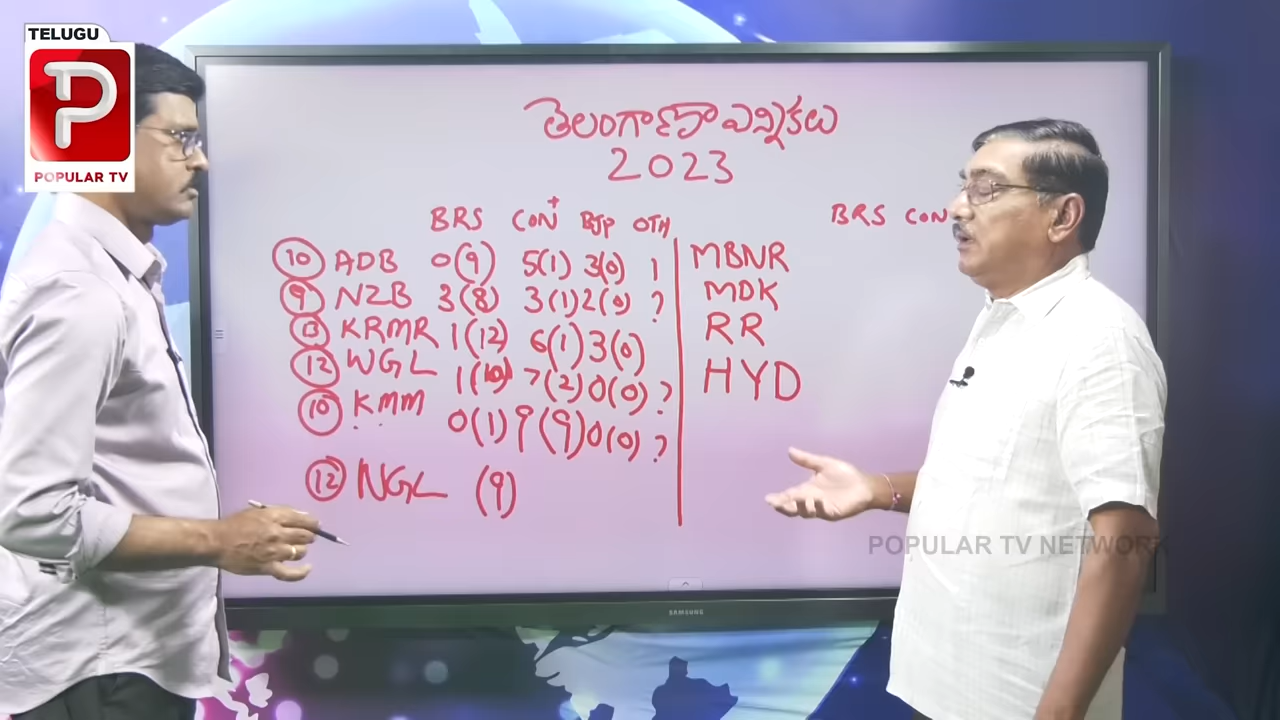 TELUGU
P
POPULAR TV
తెలంగాణా ఎన్నికలు
2023
BRS CON+ BJP OTH
10 ADB 0(9) 5(1) 3(0) 1
9 NZB 3(8) 3(1) 2(0) ?
13 KRMR 1(12) 6(1) 3(0)
12 WGL 1(10) 7(2) 0(0) ?
10 KMM 0(1) 9(9) 0(0) ?
12 NGL (9)
BRS CON
MBNR
MDK
RR
HYD
POPULAR TV NETWORK
SAMSUNG